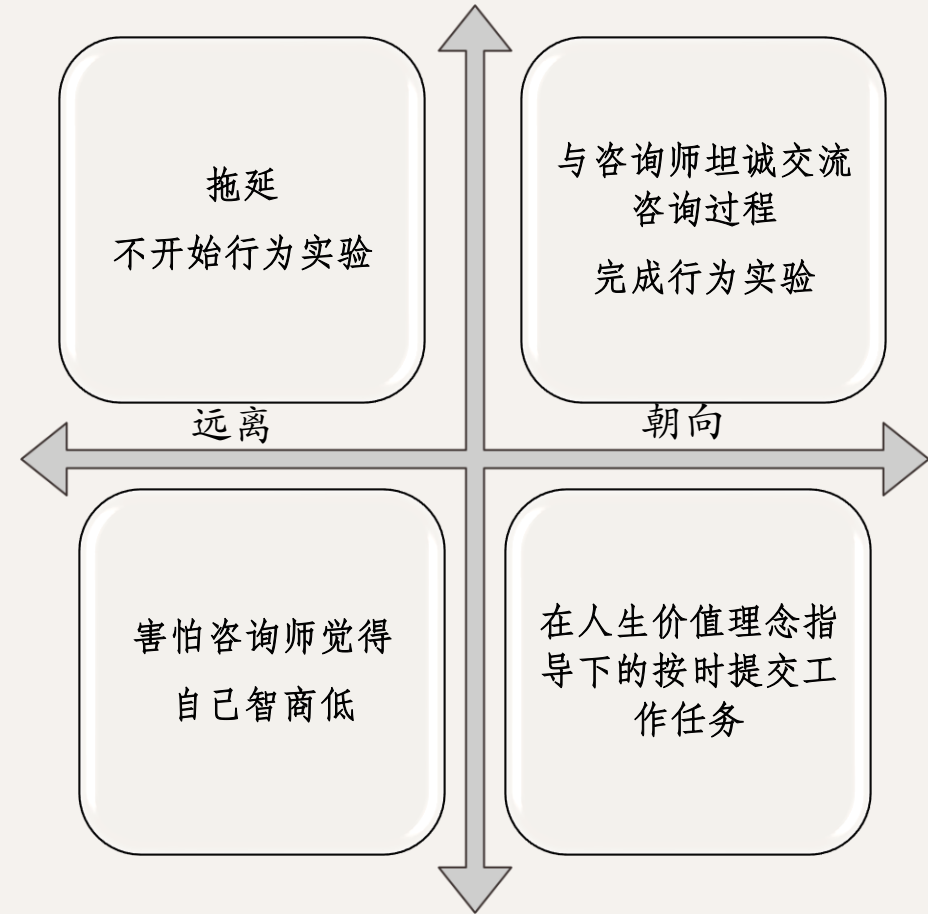 拖延
不开始行为实验
与咨询师坦诚交流
咨询过程
完成行为实验
远离
朝向
害怕咨询师觉得
自己智商低
在人生价值理念指
导下的按时提交工
作任务